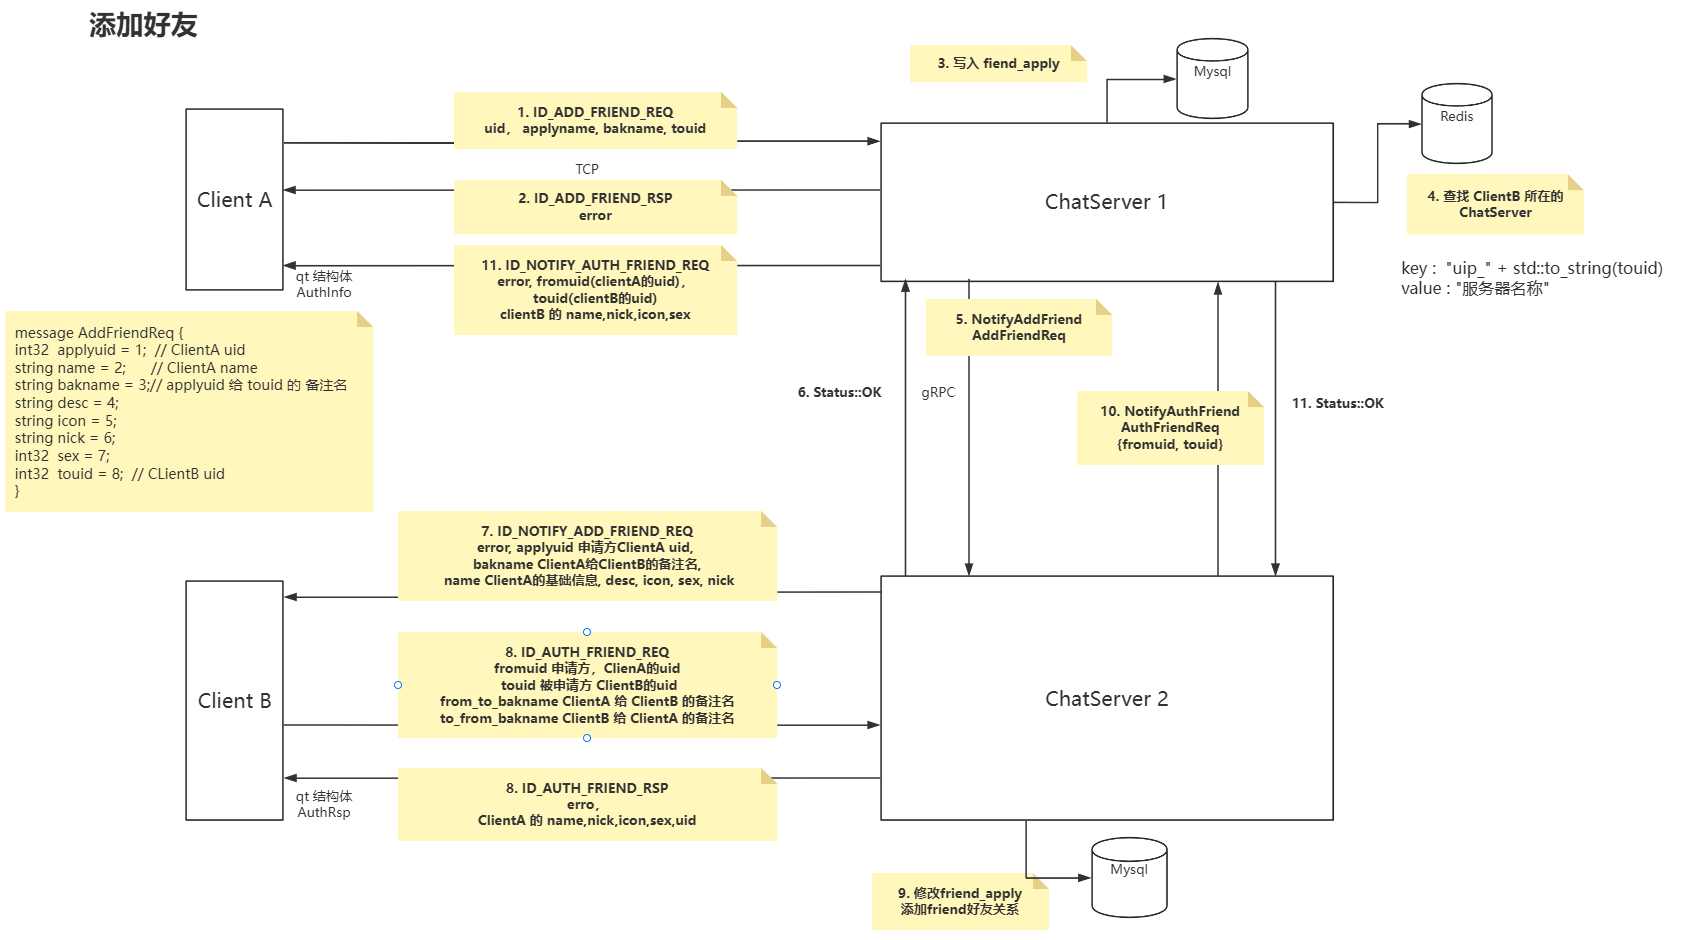 添加好友
3. 写入 fiend_apply
Mysql
Redis
1. ID_ADD_FRIEND_REQ
uid， applyname, bakname, touid
TCP
Client A
2. ID_ADD_FRIEND_RSP
error
ChatServer 1
4. 查找 ClientB 所在的
ChatServer
11. ID_NOTIFY_AUTH_FRIEND_REQ
error, fromuid(clientA的uid)，
touid(clientB的uid)
clientB 的 name,nick,icon,sex
qt 结构体
AuthInfo
key： "uip_" + std::to_string(touid)
value : "服务器名称"
message AddFriendReq {
int32 applyuid = 1; // ClientA uid
string name = 2; // ClientA name
string bakname = 3;// applyuid 给 touid 的 备注名
string desc = 4;
string icon = 5;
string nick = 6;
int32 sex = 7;
int32 touid = 8; // CLientB uid
}
5. NotifyAddFriend
AddFriendReq
6. Status::OK
gRPC
10. NotifyAuthFriend
AuthFriendReq
{fromuid, touid}
11. Status::OK
7. ID_NOTIFY_ADD_FRIEND_REQ
error, applyuid 申请方ClientA uid,
bakname ClientA给ClientB的备注名,
name ClientA的基础信息, desc, icon, sex, nick
8. ID_AUTH_FRIEND_REQ
fromuid 申请方，ClienA的uid
touid 被申请方 ClientB的uid
from_to_bakname ClientA 给 ClientB 的备注名
to_from_bakname ClientB 给 ClientA 的备注名
Client B
ChatServer 2
8. ID_AUTH_FRIEND_RSP
erro，
ClientA 的 name,nick,icon,sex,uid
qt 结构体
AuthRsp
9. 修改friend_apply
添加friend好友关系
Mysql